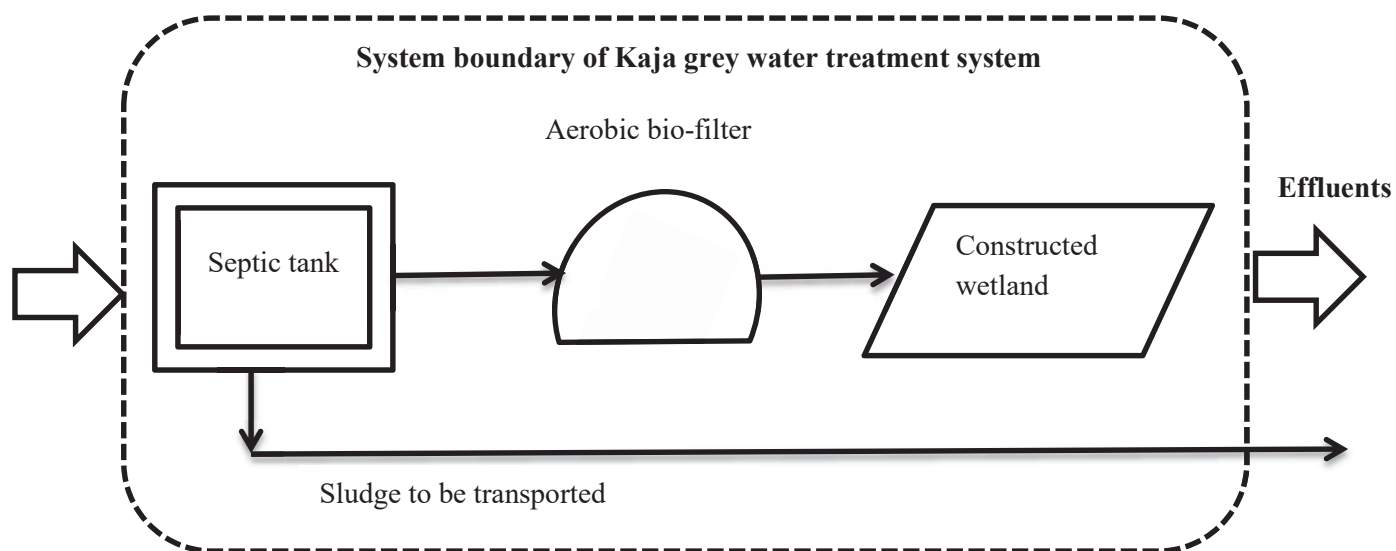 System boundary of Kaja grey water treatment system
Aerobic bio-filter
Effluents
Septic tank
Constructed
wetland
Sludge to be transported